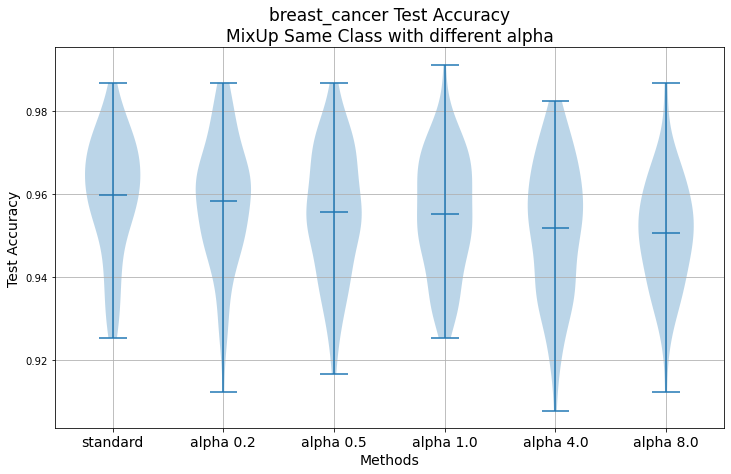 breast_cancer Test Accuracy
MixUp Same Class with different alpha
Test Accuracy
0.98
0.96
0.94
0.92
standard alpha 0.2 alpha 0.5 alpha 1.0 alpha 4.0 alpha 8.0
Methods